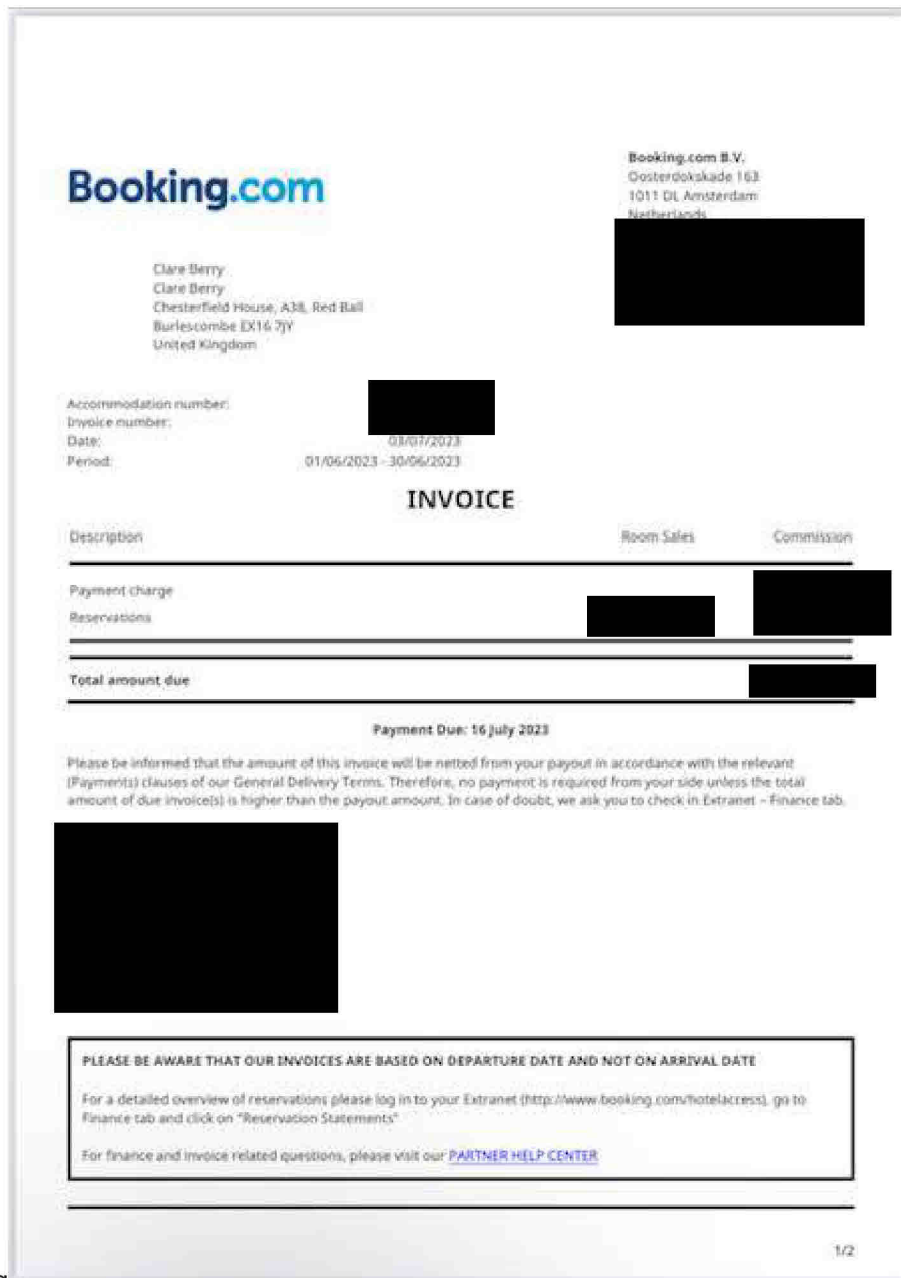 Booking.com
Booking.com B.V.
Oosterdokskade 163
1011 DL Amsterdam
Netherlands
Clare Berry
Clare Berry
Chesterfield House, A38, Red Ball
Burlescombe EX16 7JY
United Kingdom
Accommodation number:
Invoice number:
Date: 03/07/2023
Period: 01/06/2023 - 30/06/2023
INVOICE
Description Room Sales Commission
Payment charge
Reservations
Total amount due
Payment Due: 16 July 2023
Please be informed that the amount of this invoice will be netted from your payout in accordance with the relevant
(Payments) clauses of our General Delivery Terms. Therefore, no payment is required from your side unless the total
amount of due invoice(s) is higher than the payout amount. In case of doubt, we ask you to check in Extranet – Finance tab.
PLEASE BE AWARE THAT OUR INVOICES ARE BASED ON DEPARTURE DATE AND NOT ON ARRIVAL DATE
For a detailed overview of reservations please log in to your Extranet (http://www.booking.com/hotelaccess), go to
Finance tab and click on "Reservation Statements"
For finance and invoice related questions, please visit our PARTNER HELP CENTER
1/2